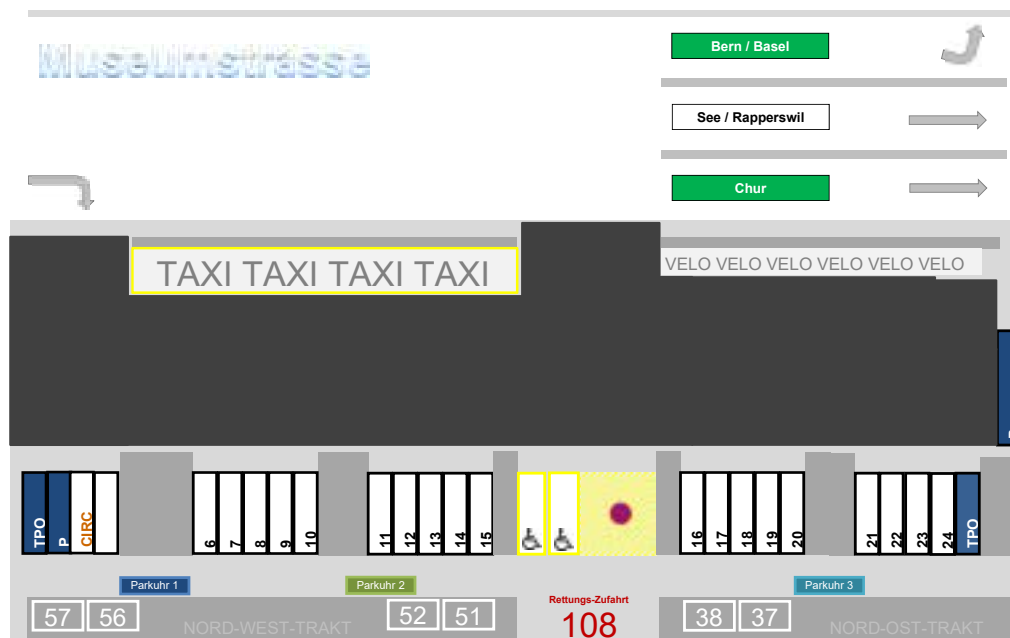 Museumstrasse
Bern / Basel
See / Rapperswil
Chur
TAXI TAXI TAXI TAXI
VELO VELO VELO VELO VELO VELO
TPO
P
CIRC
6
7
8
9
10
11
12
13
14
15
16
17
18
19
20
21
22
23
24
TPO
Parkuhr 1
Parkuhr 2
Parkuhr 3
57
56
NORD-WEST-TRAKT
52
51
Rettungs-Zufahrt
108
38
37
NORD-OST-TRAKT